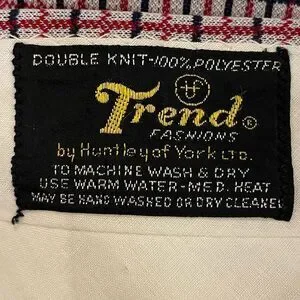 DOUBLE KNIT-100% POLYESTER
tf
Trend®
FASHIONS
by Huntley of York LTD.
TO MACHINE WASH & DRY
USE WARM WATER-MED. HEAT
MAY BE HAND WASHED OR DRY CLEANED